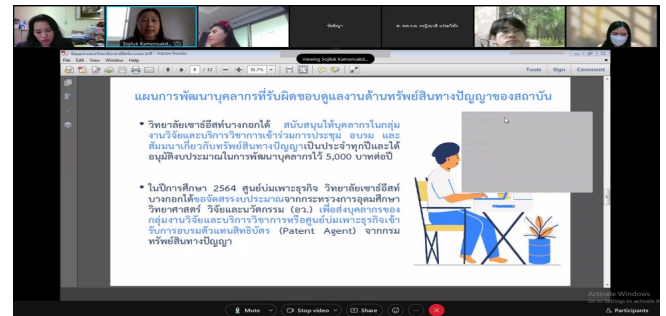 ทัตติญา
Sojiluk Kamonsakd...
Viewing Sojiluk Kamonsakd...
File Edit View Window Help
8 / 12
Tools Sign Comment
แผนการพัฒนาบุคลากรที่รับผิดชอบดูแลงานด้านทรัพย์สินทางปัญญาของสถาบัน
• วิทยาลัยเซาธ์อีสท์บางกอกได้ สนับสนุนให้บุคลากรในกลุ่ม
งานวิจัยและบริการวิชาการเข้าร่วมการประชุม อบรม และ
สัมมนาเกี่ยวกับทรัพย์สินทางปัญญาเป็นประจำทุกปีและได้
อนุมัติงบประมาณในการพัฒนาบุคลากรไว้ 5,000 บาทต่อปี
• ในปีการศึกษา 2564 ศูนย์บ่มเพาะธุรกิจ วิทยาลัยเซาธ์อีสท์
บางกอกได้ขอจัดสรรงบประมาณจากกระทรวงการอุดมศึกษา
วิทยาศาสตร์ วิจัยและนวัตกรรม (อว.) เพื่อส่งบุคลากรของ
กลุ่มงานวิจัยและบริการวิชาการหรือศูนย์บ่มเพาะธุรกิจเข้า
รับการอบรมตัวแทนสิทธิบัตร (Patent Agent) จากกรม
ทรัพย์สินทางปัญญา
Activate Windows
Go to Settings to activate W
Mute Stop video Share
Participants